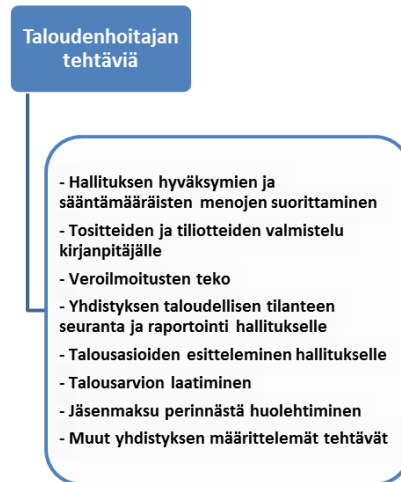 Taloudenhoitajan
tehtäviä
- Hallituksen hyväksymien ja
sääntämääräisten menojen suorittaminen
- Tositteiden ja tiliotteiden valmistelu
kirjanpitäjälle
- Veroilmoitusten teko
- Yhdistyksen taloudellisen tilanteen
seuranta ja raportointi hallitukselle
- Talousasioiden esitteleminen hallitukselle
- Talousarvion laatiminen
- Jäsenmaksu perinnästä huolehtiminen
- Muut yhdistyksen määrittelemät tehtävät